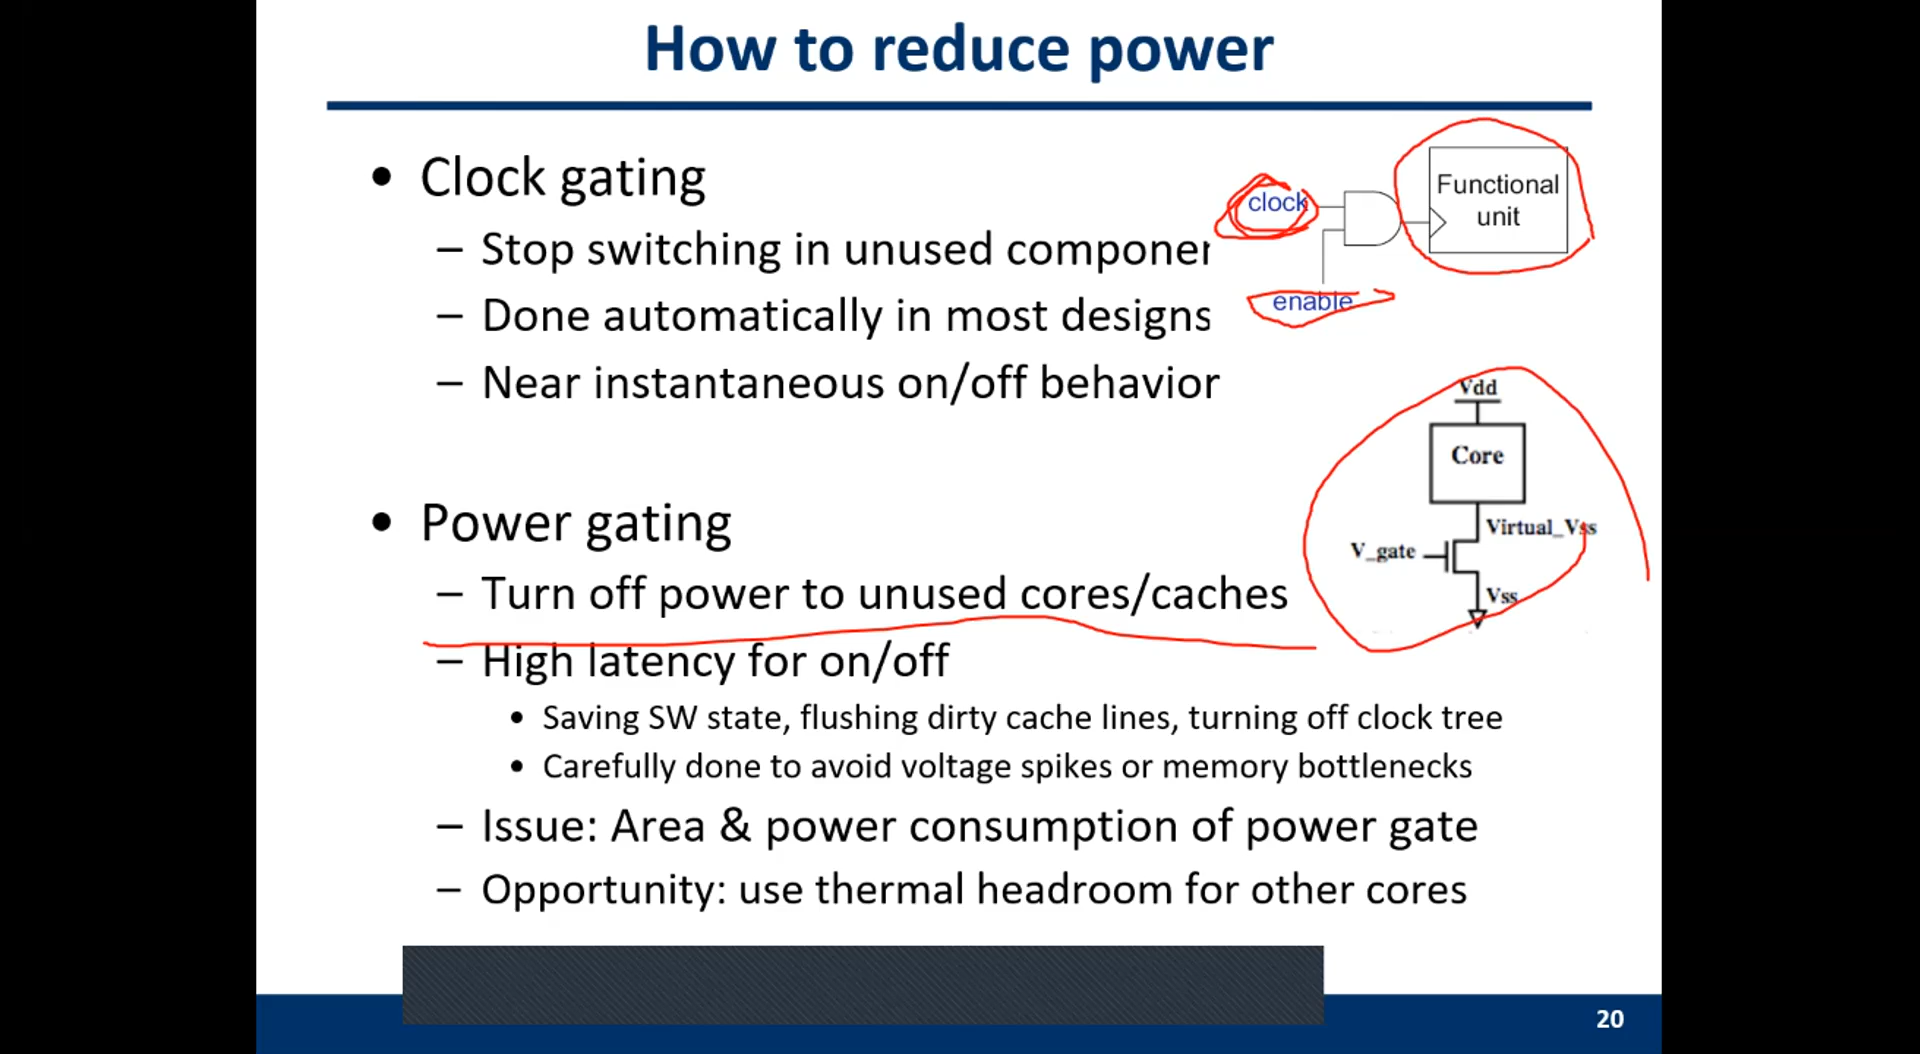 How to reduce power
• Clock gating
– Stop switching in unused componen
– Done automatically in most designs
– Near instantaneous on/off behavior
clock
enable
Functional
unit
• Power gating
– Turn off power to unused cores/caches
– High latency for on/off
• Saving SW state, flushing dirty cache lines, turning off clock tree
• Carefully done to avoid voltage spikes or memory bottlenecks
– Issue: Area & power consumption of power gate
– Opportunity: use thermal headroom for other cores
Vdd
Core
Virtual_Vss
V_gate
Vss
20